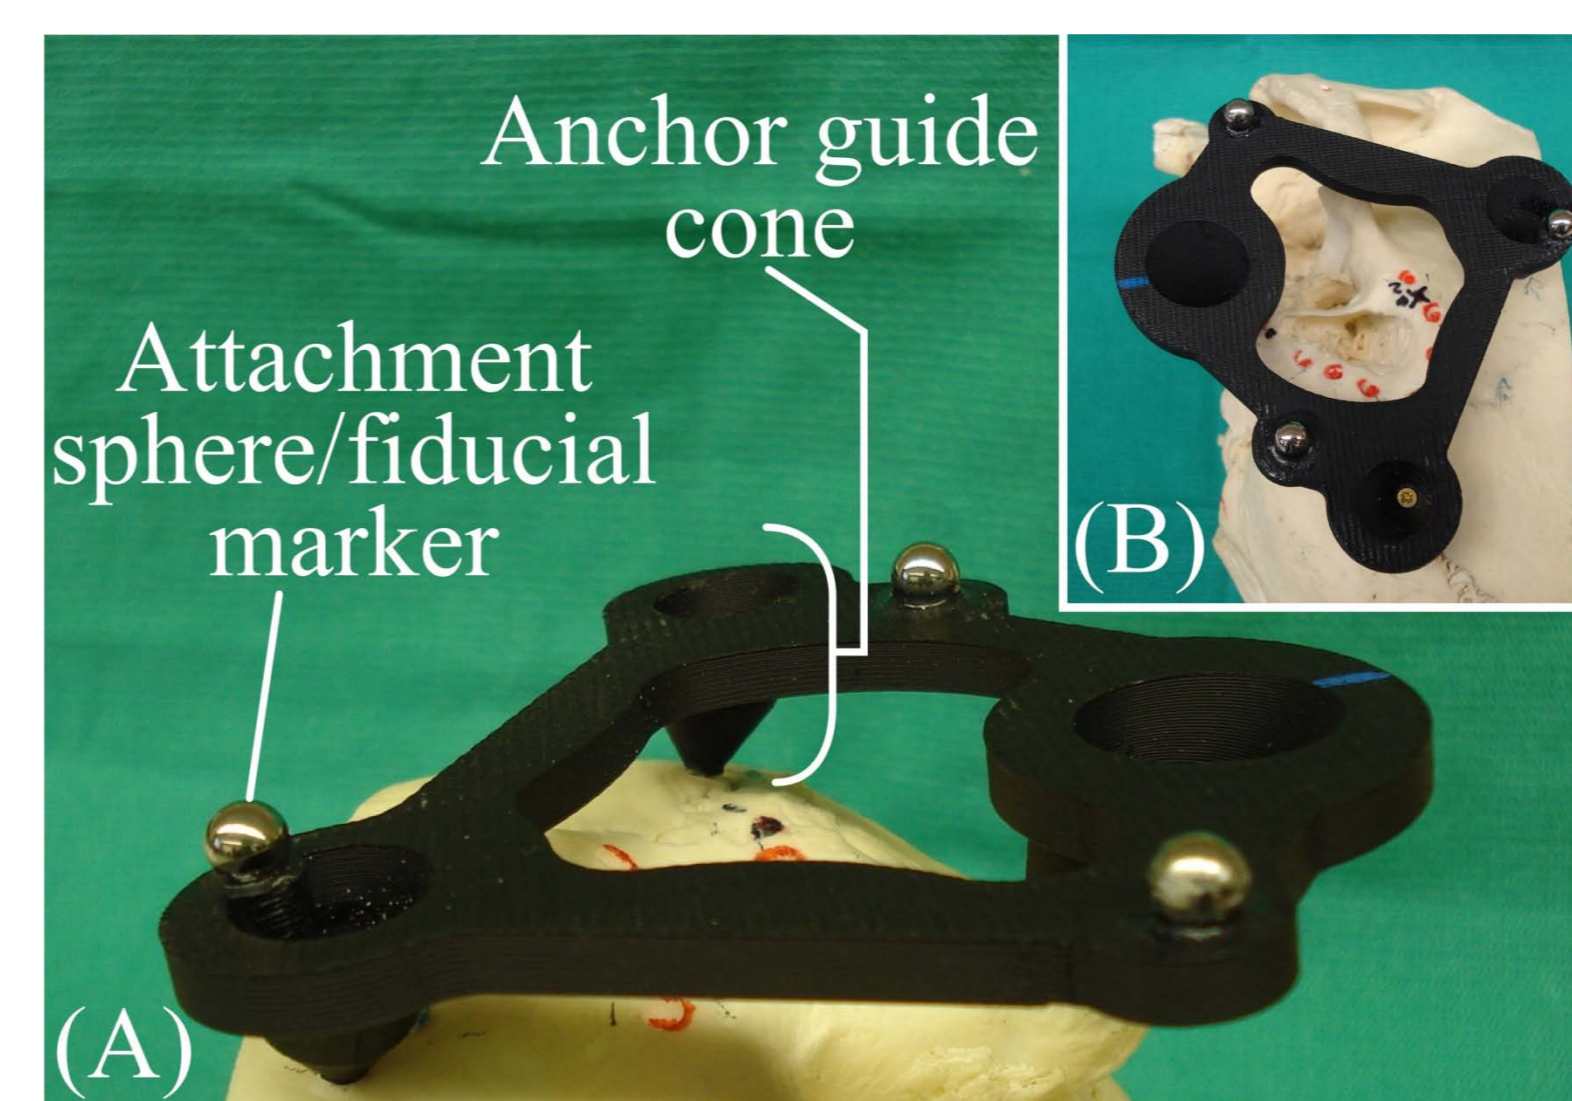 Anchor guide
cone
Attachment
sphere/fiducial
marker
(A)
(B)